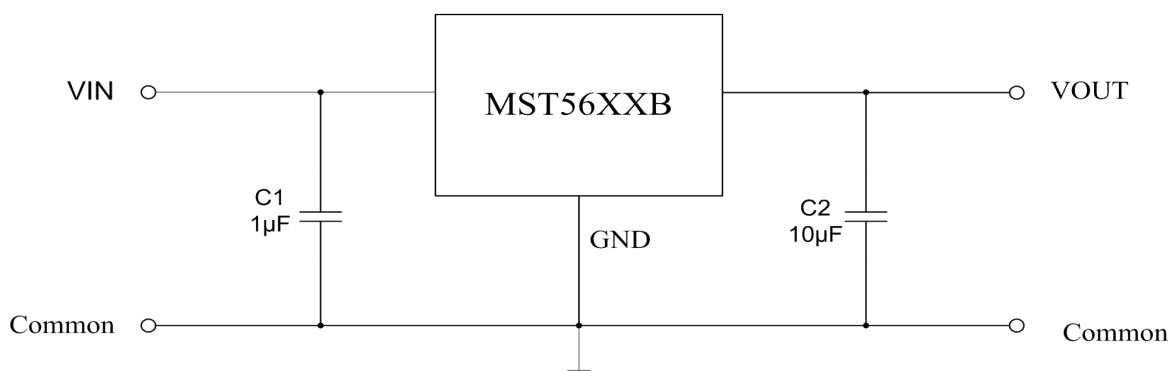 VIN
MST56XXB
VOUT
C1
1µF
GND
C2
10µF
Common
Common